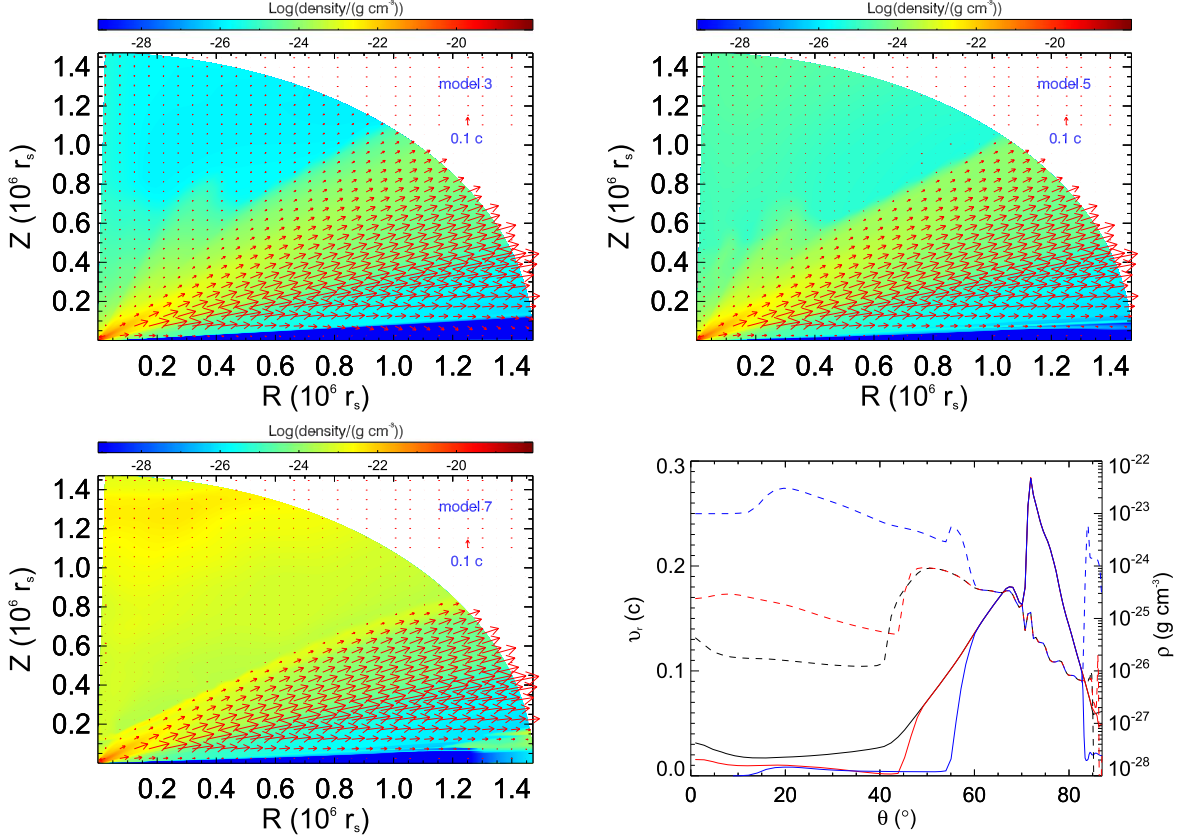 Log(density/(g cm⁻³))
-28 -26 -24 -22 -20
model 3
0.1 c
1.4
1.2
1.0
0.8
0.6
0.4
0.2
Z (10⁶ rₛ)
0.2 0.4 0.6 0.8 1.0 1.2 1.4
R (10⁶ rₛ)
Log(density/(g cm⁻³))
-28 -26 -24 -22 -20
model 5
0.1 c
1.4
1.2
1.0
0.8
0.6
0.4
0.2
Z (10⁶ rₛ)
0.2 0.4 0.6 0.8 1.0 1.2 1.4
R (10⁶ rₛ)
Log(density/(g cm⁻³))
-28 -26 -24 -22 -20
model 7
0.1 c
1.4
1.2
1.0
0.8
0.6
0.4
0.2
Z (10⁶ rₛ)
0.2 0.4 0.6 0.8 1.0 1.2 1.4
R (10⁶ rₛ)
0.3
0.2
0.1
0.0
υᵣ (c)
0 20 40 60 80
θ (°)
10⁻²²
10⁻²³
10⁻²⁴
10⁻²⁵
10⁻²⁶
10⁻²⁷
10⁻²⁸
ρ (g cm⁻³)